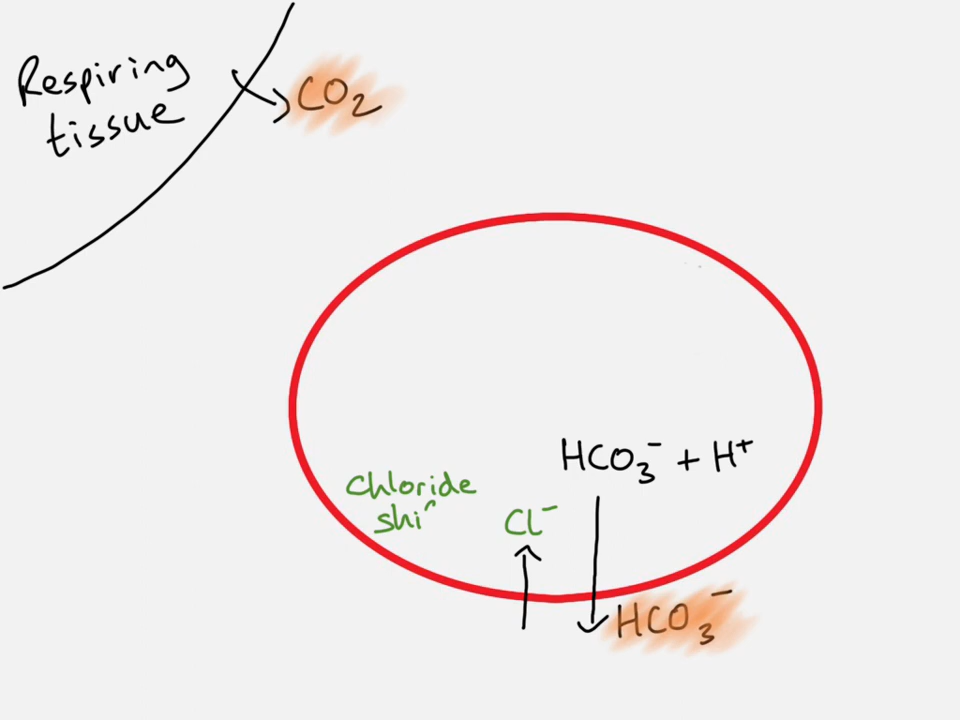 Respiring
tissue
CO₂
HCO₃⁻ + H⁺
Chloride
Cl⁻
HCO₃⁻